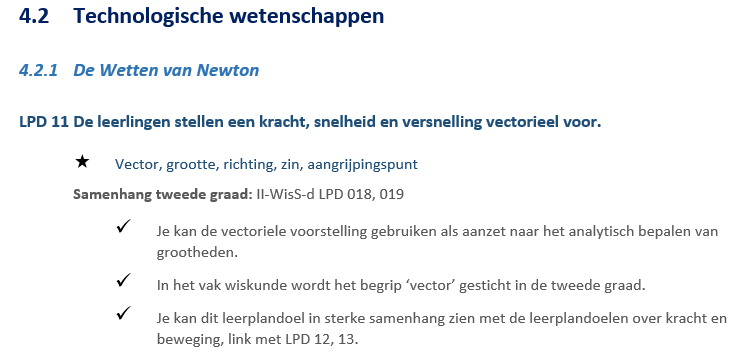 4.2 Technologische wetenschappen
4.2.1 De Wetten van Newton
LPD 11 De leerlingen stellen een kracht, snelheid en versnelling vectorieel voor.
★ Vector, grootte, richting, zin, aangrijpingspunt
Samenhang tweede graad: II-WisS-d LPD 018, 019
✓ Je kan de vectoriele voorstelling gebruiken als aanzet naar het analytisch bepalen van
grootheden.
✓ In het vak wiskunde wordt het begrip ‘vector’ gesticht in de tweede graad.
✓ Je kan dit leerplandoel in sterke samenhang zien met de leerplandoelen over kracht en
beweging, link met LPD 12, 13.